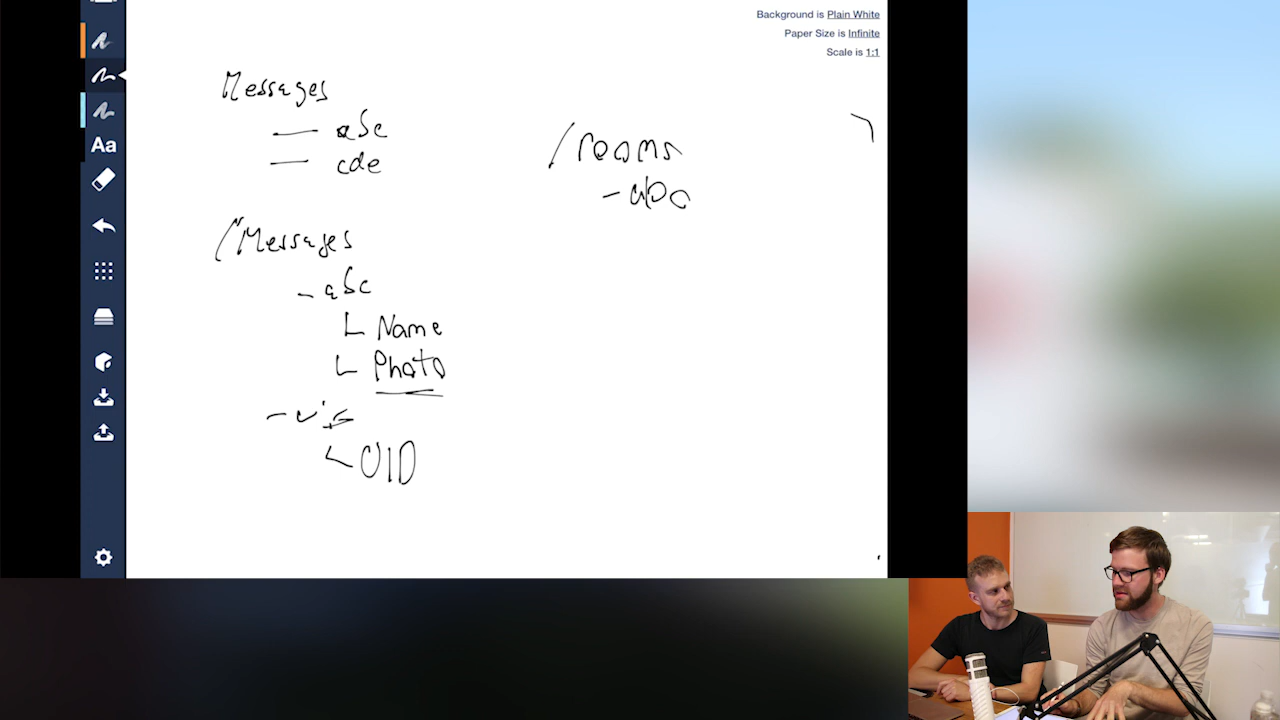 Background is Plain White
Paper Size is Infinite
Scale is 1:1
Aa
Messages
— abc
— cde
/rooms
- abc
/Messages
- abc
Name
Photo
UID